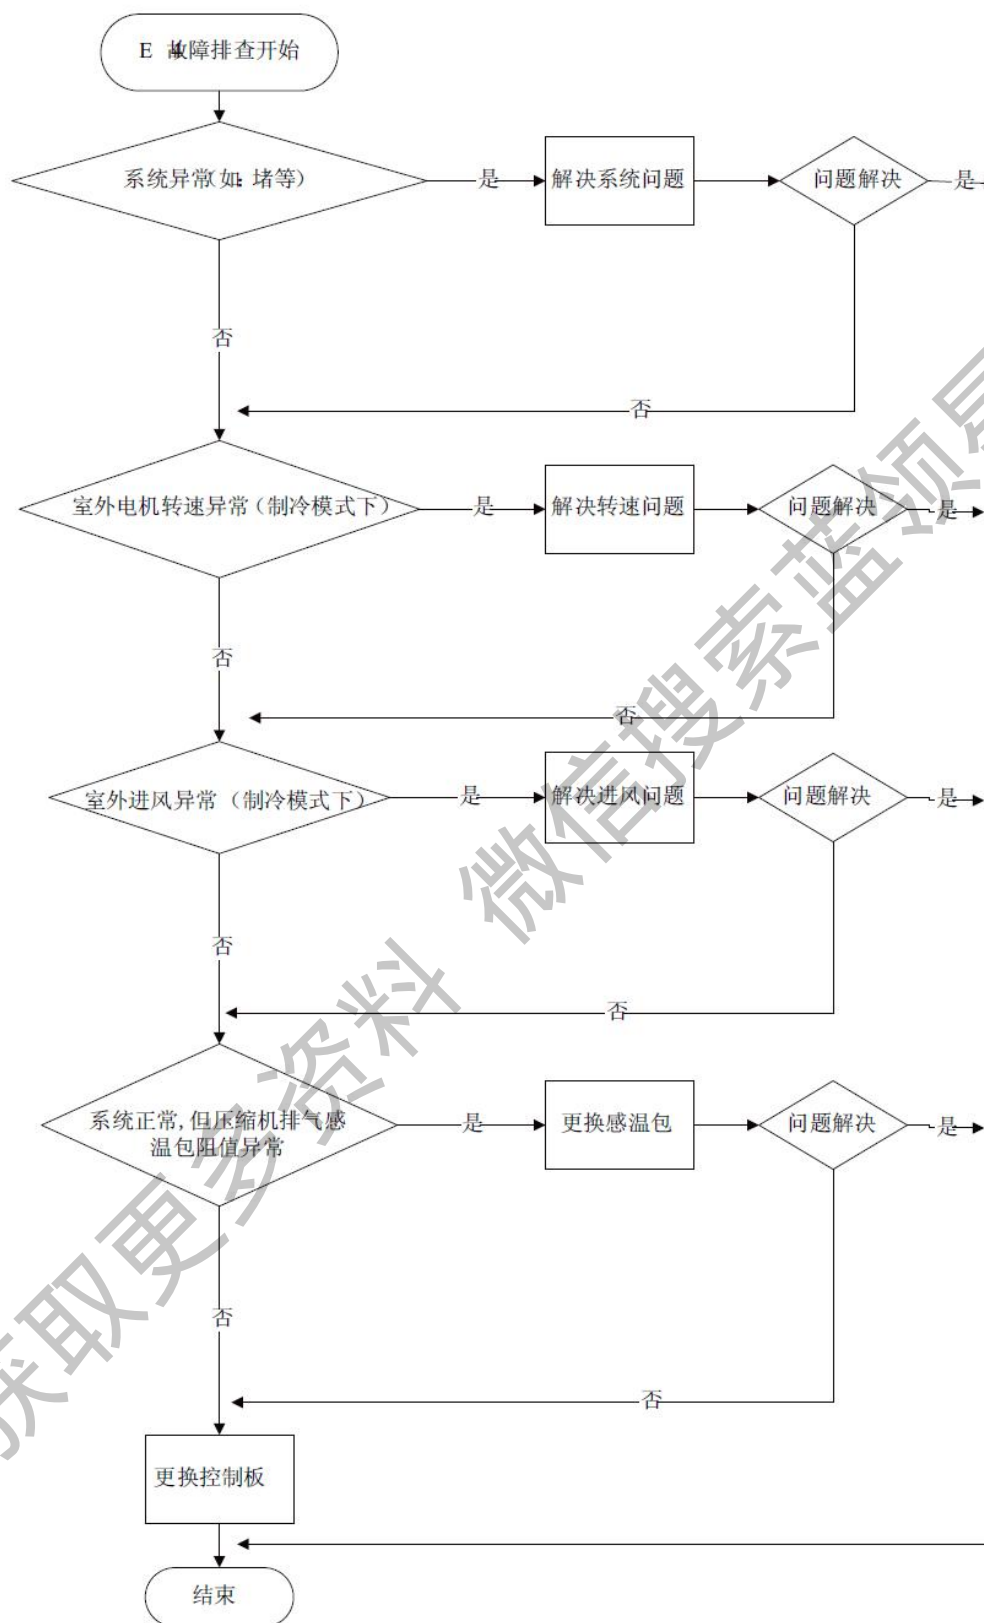 E 4故障排查开始
系统异常(如：堵等)
是
解决系统问题
问题解决
是
否
否
室外电机转速异常（制冷模式下）
是
解决转速问题
问题解决
是
否
否
室外进风异常（制冷模式下）
是
解决进风问题
问题解决
是
否
否
系统正常,但压缩机排气感
温包阻值异常
是
更换感温包
问题解决
是
否
否
更换控制板
结束
获取更多资料 微信搜索蓝领